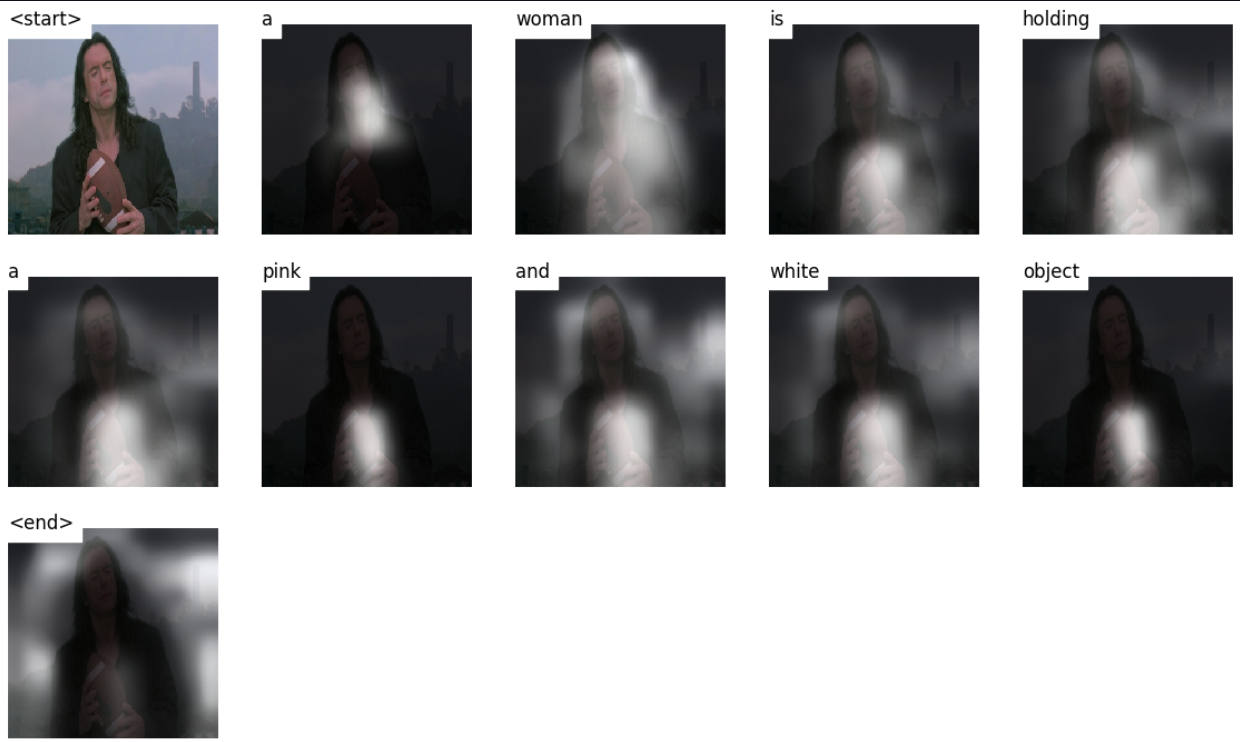 <start> a woman is holding
a pink and white object
<end>